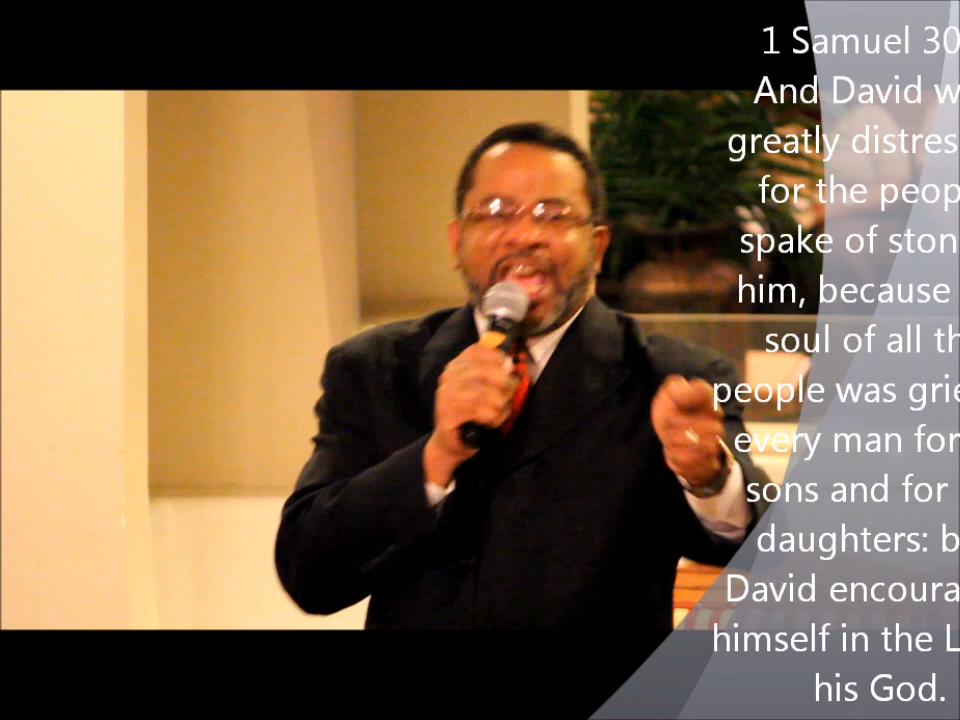 1 Samuel 30
And David w
greatly distres
for the peop
spake of ston
him, because
soul of all th
people was grie
every man for
sons and for
daughters: b
David encoura
himself in the L
his God.